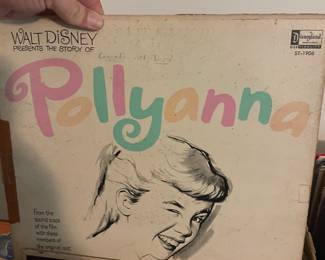 WALT DISNEY
PRESENTS THE STORY OF
Pollyanna
Disneyland
ST-1906
From the
sound track
of the film
with these
members of
the original cast